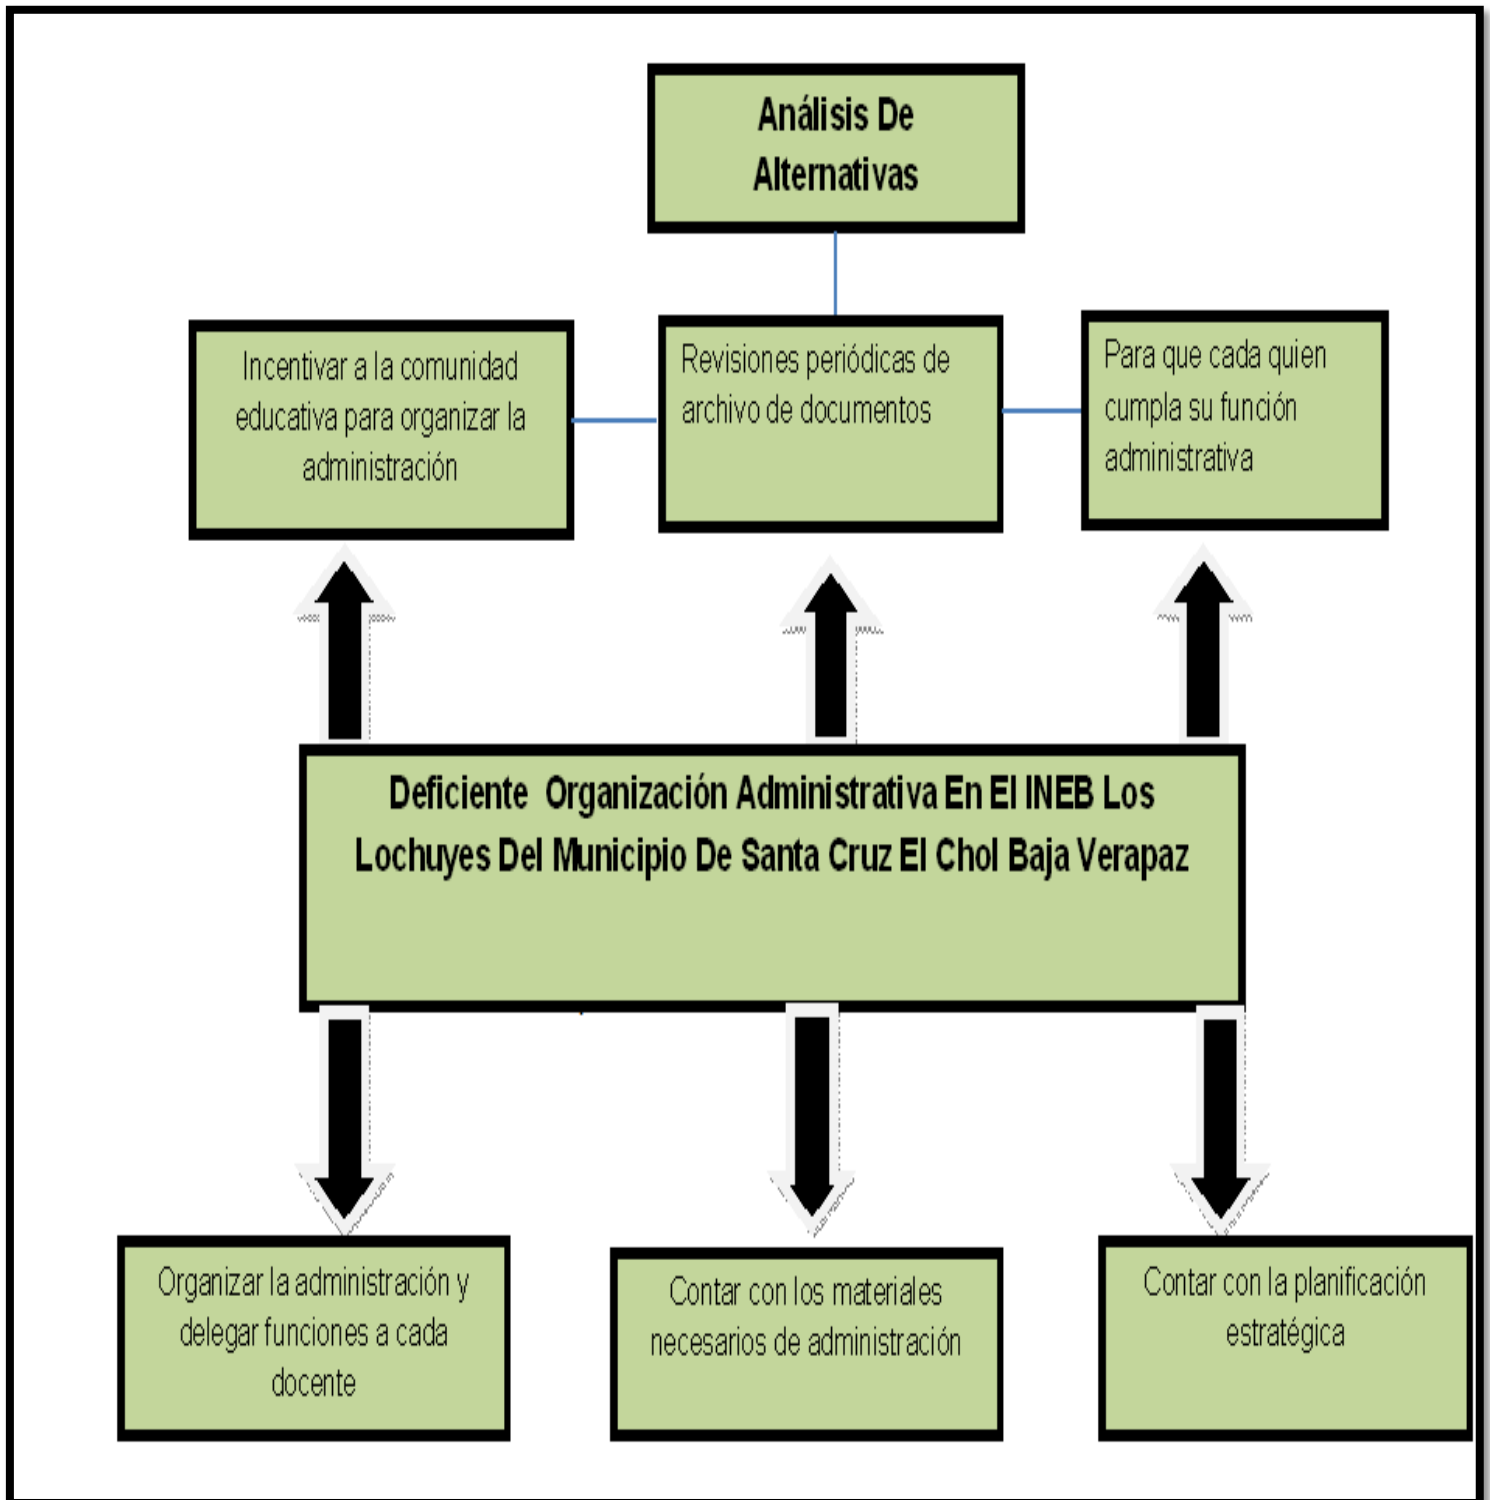 Análisis De
Alternativas
Incentivar a la comunidad
educativa para organizar la
administración
Revisiones periódicas de
archivo de documentos
Para que cada quien
cumpla su función
administrativa
Deficiente Organización Administrativa En El INEB Los
Lochuyes Del Municipio De Santa Cruz El Chol Baja Verapaz
Organizar la administración y
delegar funciones a cada
docente
Contar con los materiales
necesarios de administración
Contar con la planificación
estratégica